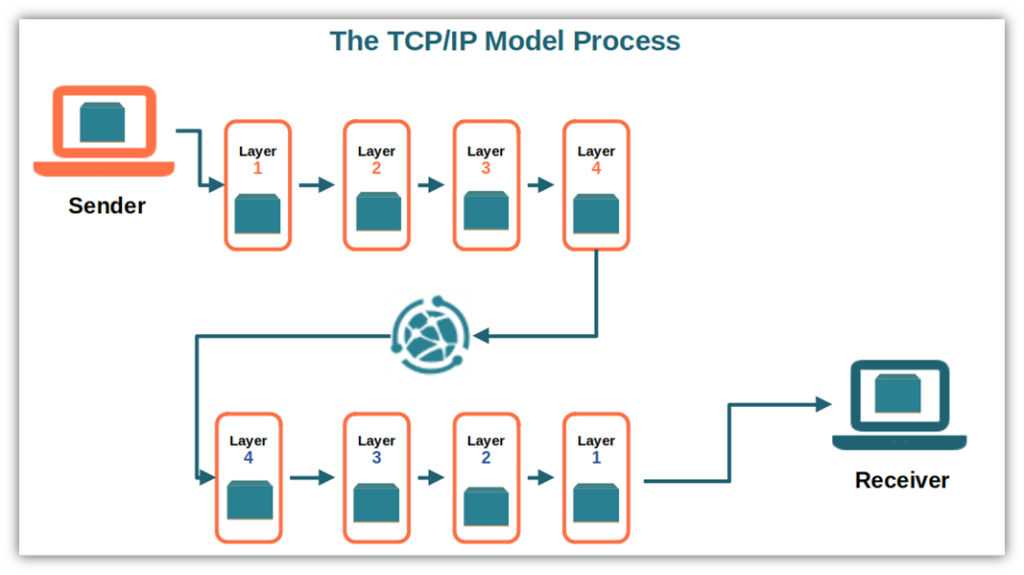 The TCP/IP Model Process
Sender
Layer
1
Layer
2
Layer
3
Layer
4
Layer
4
Layer
3
Layer
2
Layer
1
Receiver